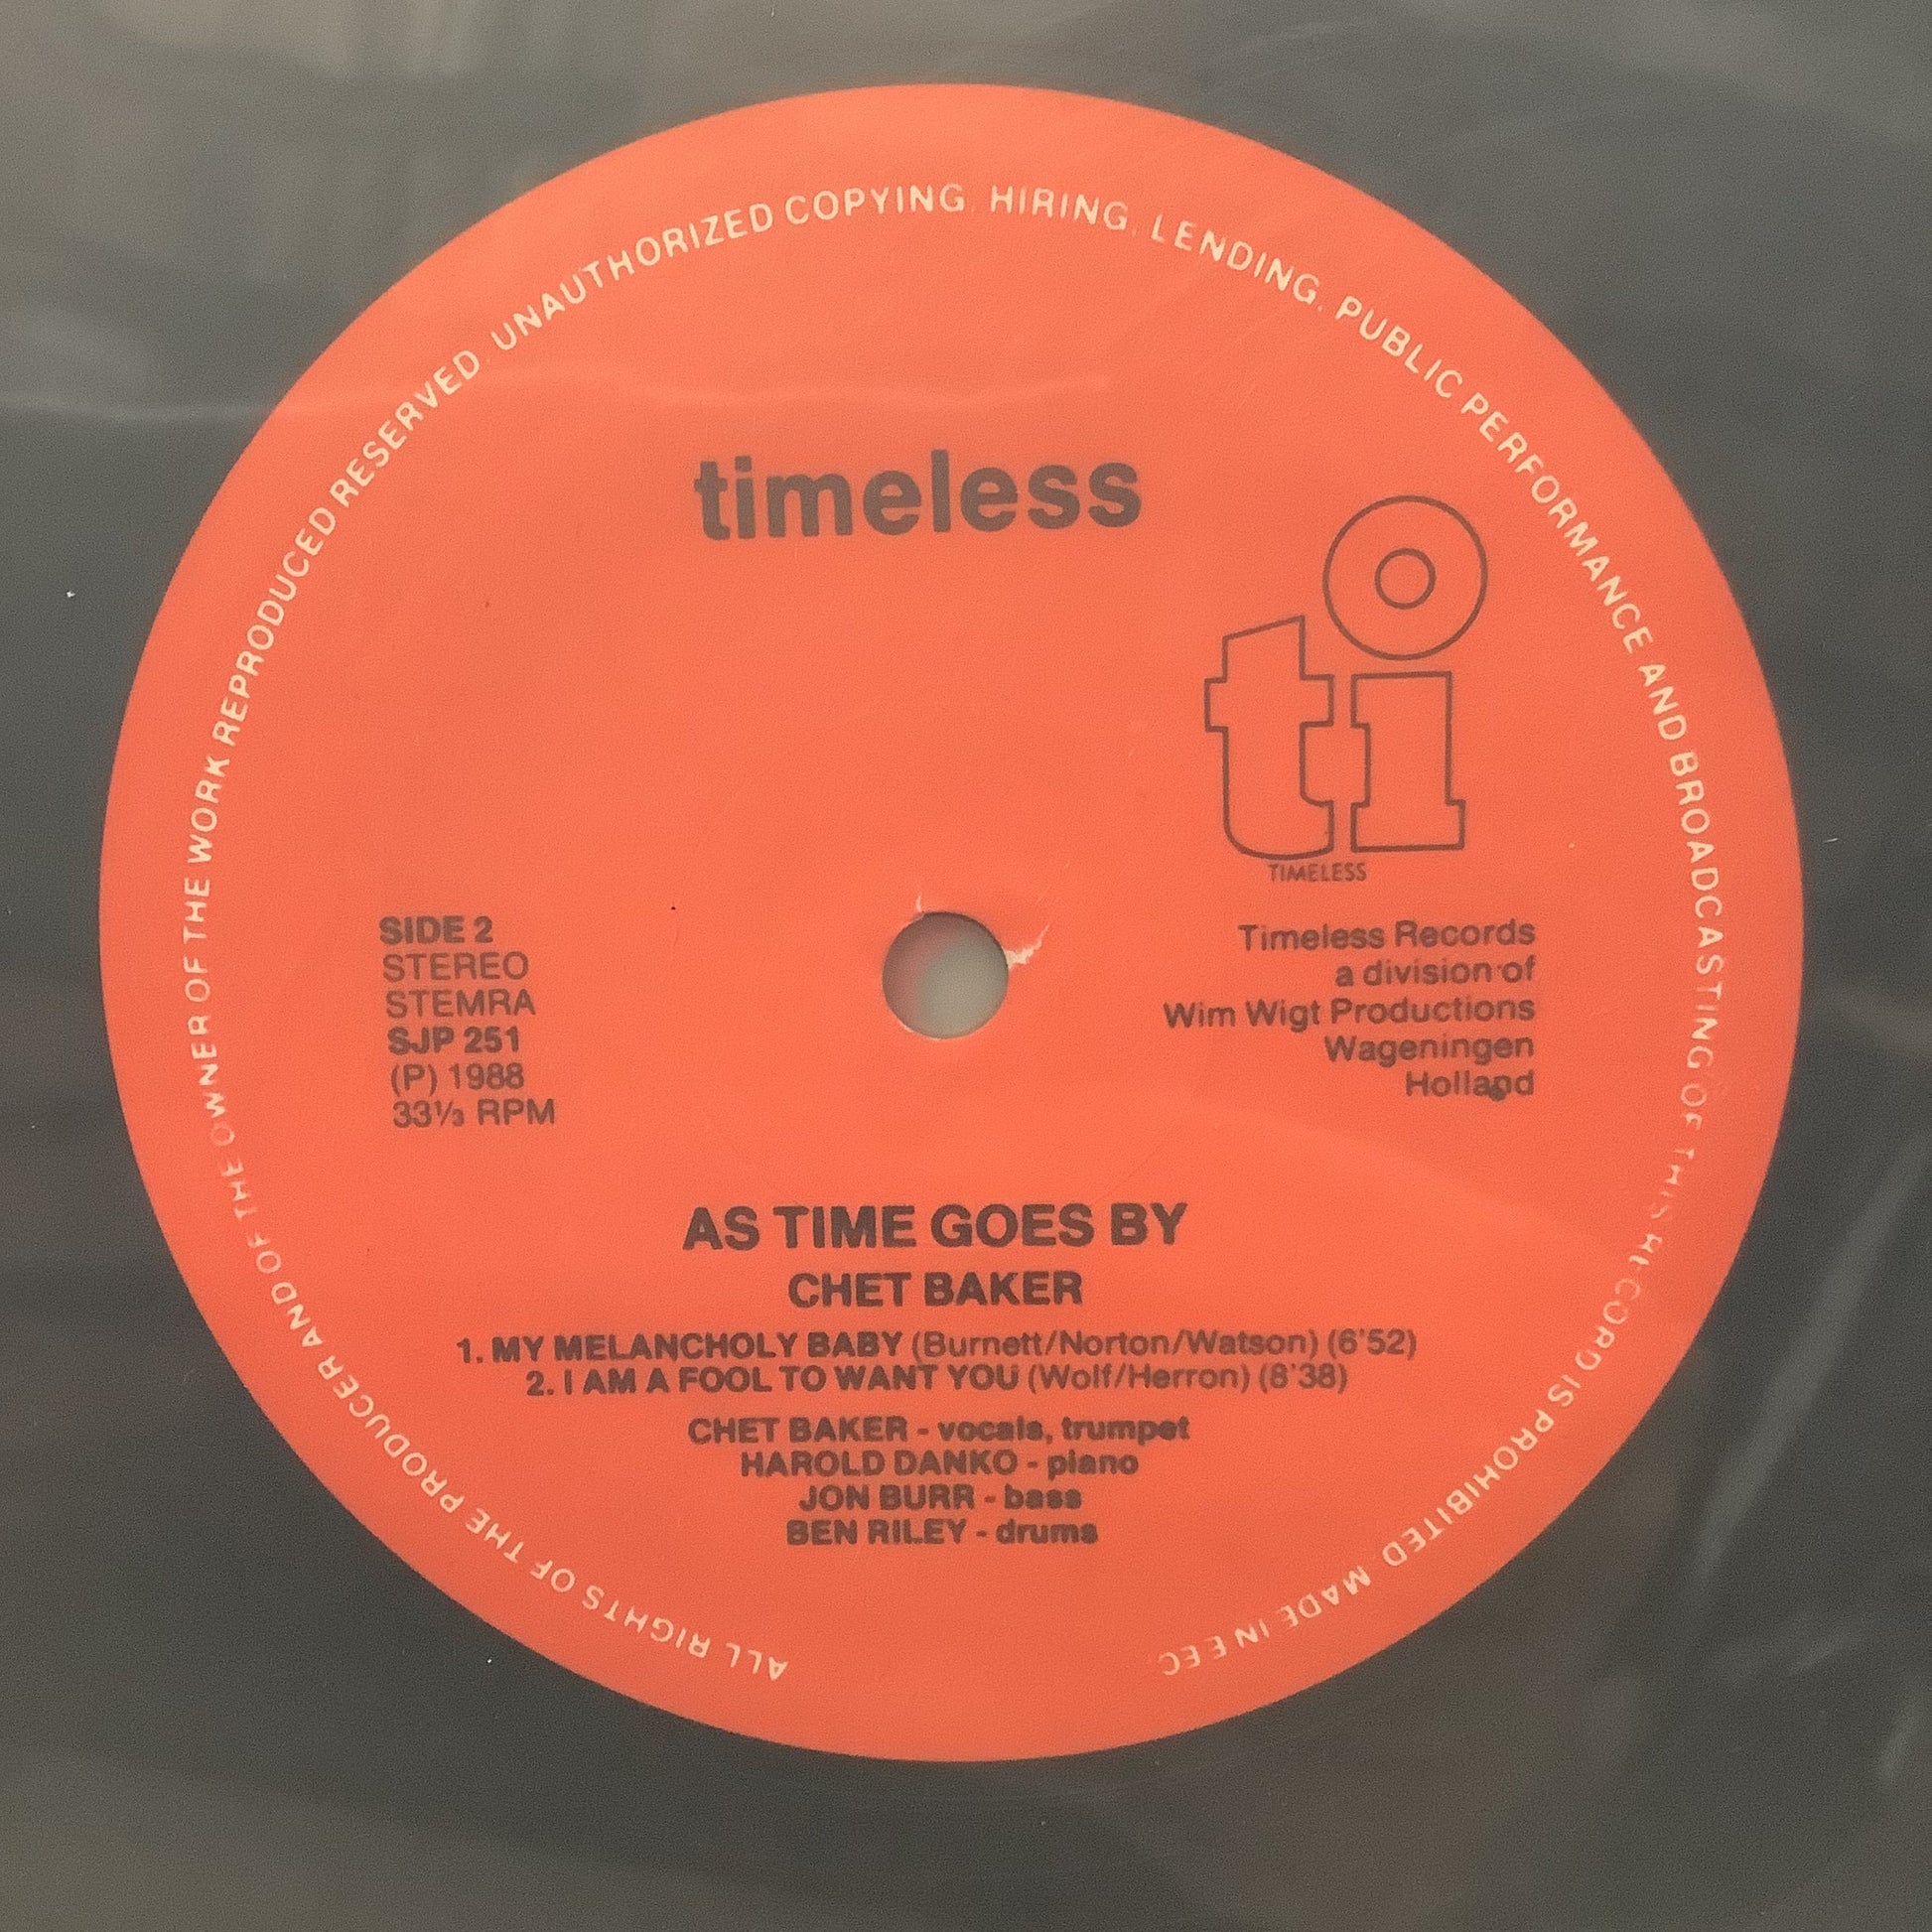 ALL RIGHTS OF THE PRODUCER AND OF THE OWNER OF THE WORK REPRODUCED RESERVED. UNAUTHORIZED COPYING. HIRING. LENDING. PUBLIC PERFORMANCE AND BROADCASTING OF THIS RECORD IS PROHIBITED. MADE IN EEC
timeless
ti
TIMELESS
SIDE 2
STEREO
STEMRA
SJP 251
(P) 1988
33⅓ RPM
Timeless Records
a division of
Wim Wigt Productions
Wageningen
Holland
AS TIME GOES BY
CHET BAKER
1. MY MELANCHOLY BABY (Burnett/Norton/Watson) (6'52)
2. I AM A FOOL TO WANT YOU (Wolf/Herron) (8'38)
CHET BAKER - vocals, trumpet
HAROLD DANKO - piano
JON BURR - bass
BEN RILEY - drums